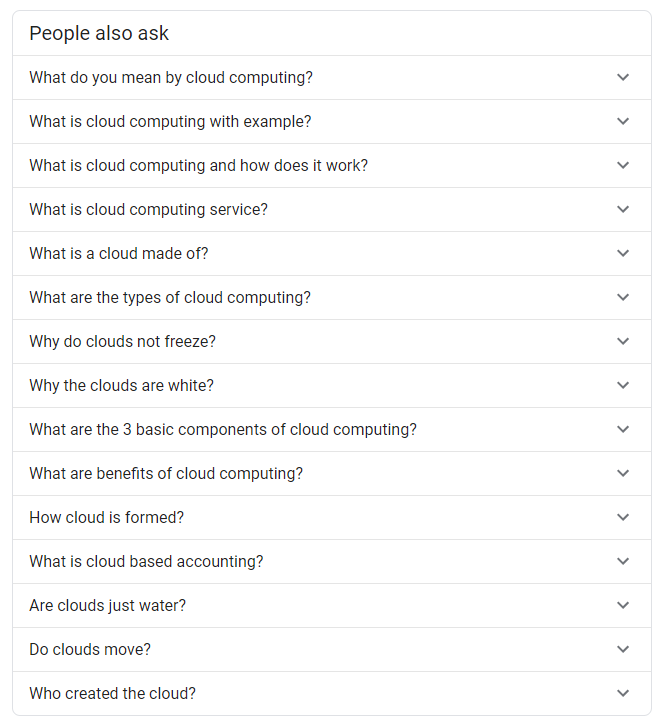 People also ask
What do you mean by cloud computing?
What is cloud computing with example?
What is cloud computing and how does it work?
What is cloud computing service?
What is a cloud made of?
What are the types of cloud computing?
Why do clouds not freeze?
Why the clouds are white?
What are the 3 basic components of cloud computing?
What are benefits of cloud computing?
How cloud is formed?
What is cloud based accounting?
Are clouds just water?
Do clouds move?
Who created the cloud?